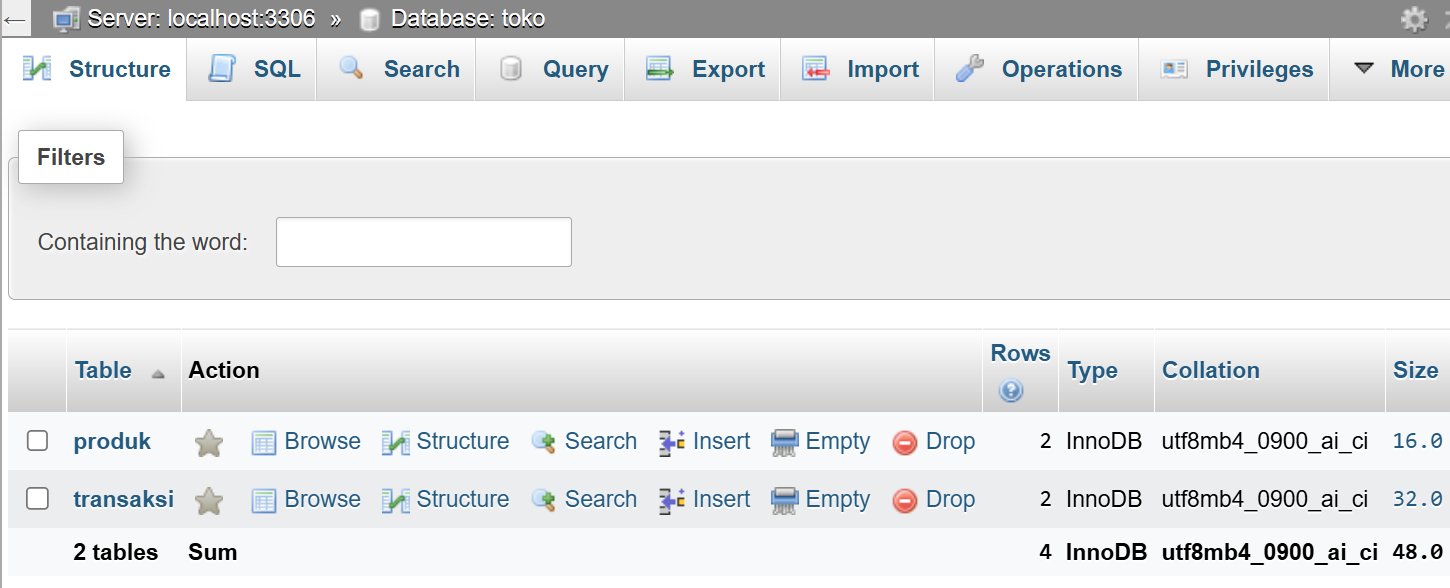 ← Server: localhost:3306 » Database: toko
Structure SQL Search Query Export Import Operations Privileges More
Filters
Containing the word:
Table Action Rows Type Collation Size
produk Browse Structure Search Insert Empty Drop 2 InnoDB utf8mb4_0900_ai_ci 16.0
transaksi Browse Structure Search Insert Empty Drop 2 InnoDB utf8mb4_0900_ai_ci 32.0
2 tables Sum 4 InnoDB utf8mb4_0900_ai_ci 48.0